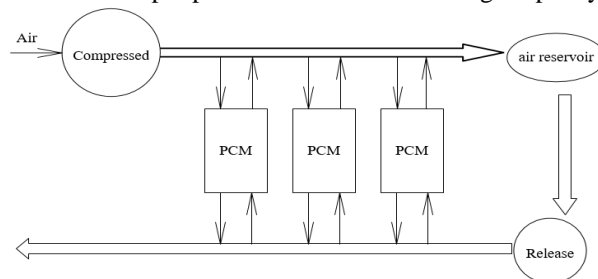 Air
Compressed
air reservoir
PCM
PCM
PCM
Release